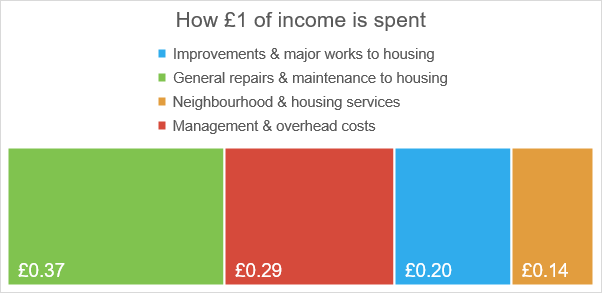 How £1 of income is spent
Improvements & major works to housing
General repairs & maintenance to housing
Neighbourhood & housing services
Management & overhead costs
£0.37 £0.29 £0.20 £0.14